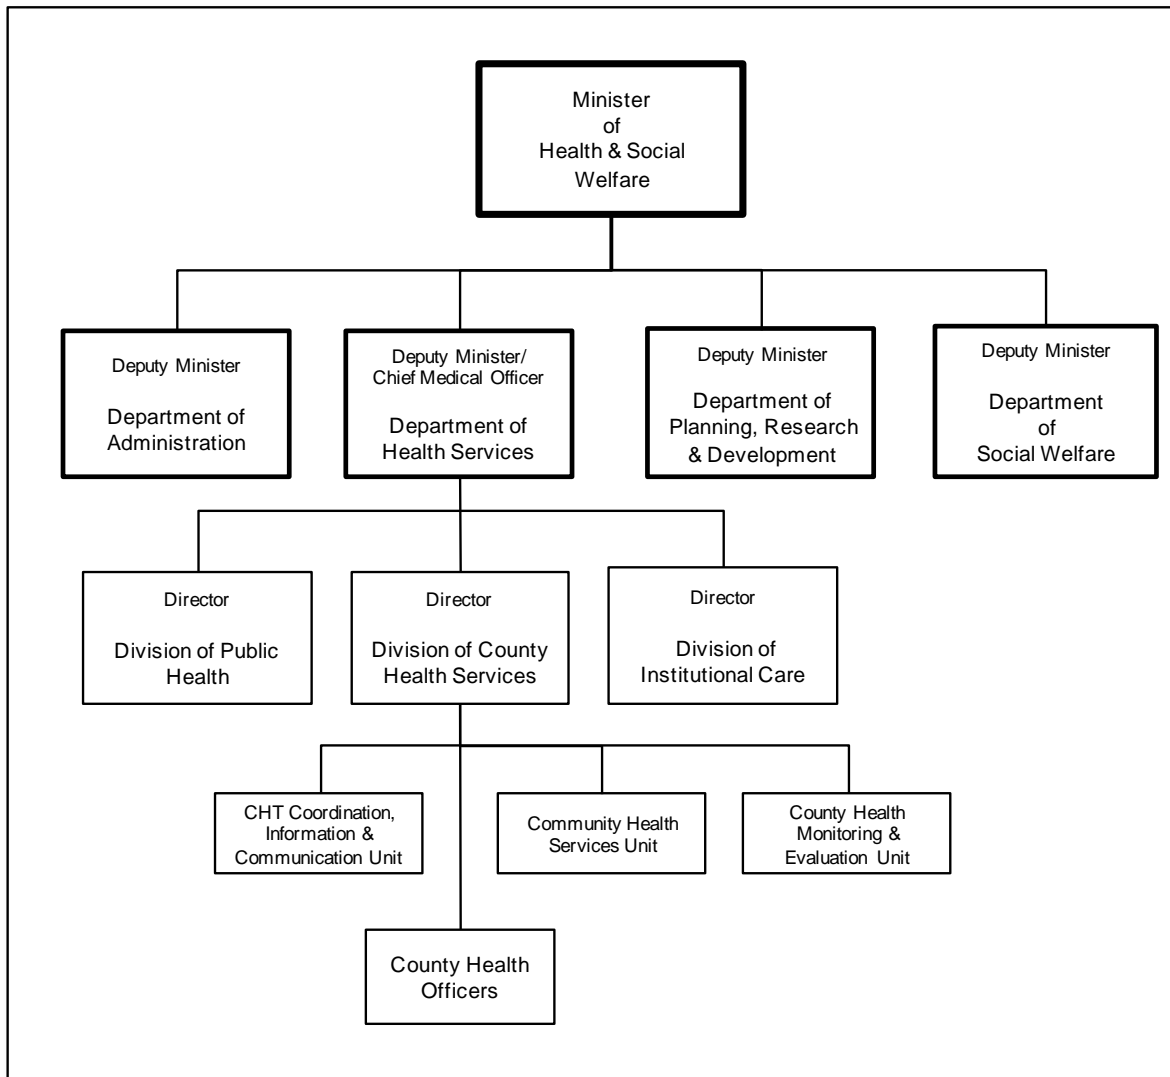 Minister
of
Health & Social
Welfare
Deputy Minister
Department of
Administration
Deputy Minister/
Chief Medical Officer
Department of
Health Services
Deputy Minister
Department of
Planning, Research
& Development
Deputy Minister
Department
of
Social Welfare
Director
Division of Public
Health
Director
Division of County
Health Services
Director
Division of
Institutional Care
CHT Coordination,
Information &
Communication Unit
Community Health
Services Unit
County Health
Monitoring &
Evaluation Unit
County Health
Officers